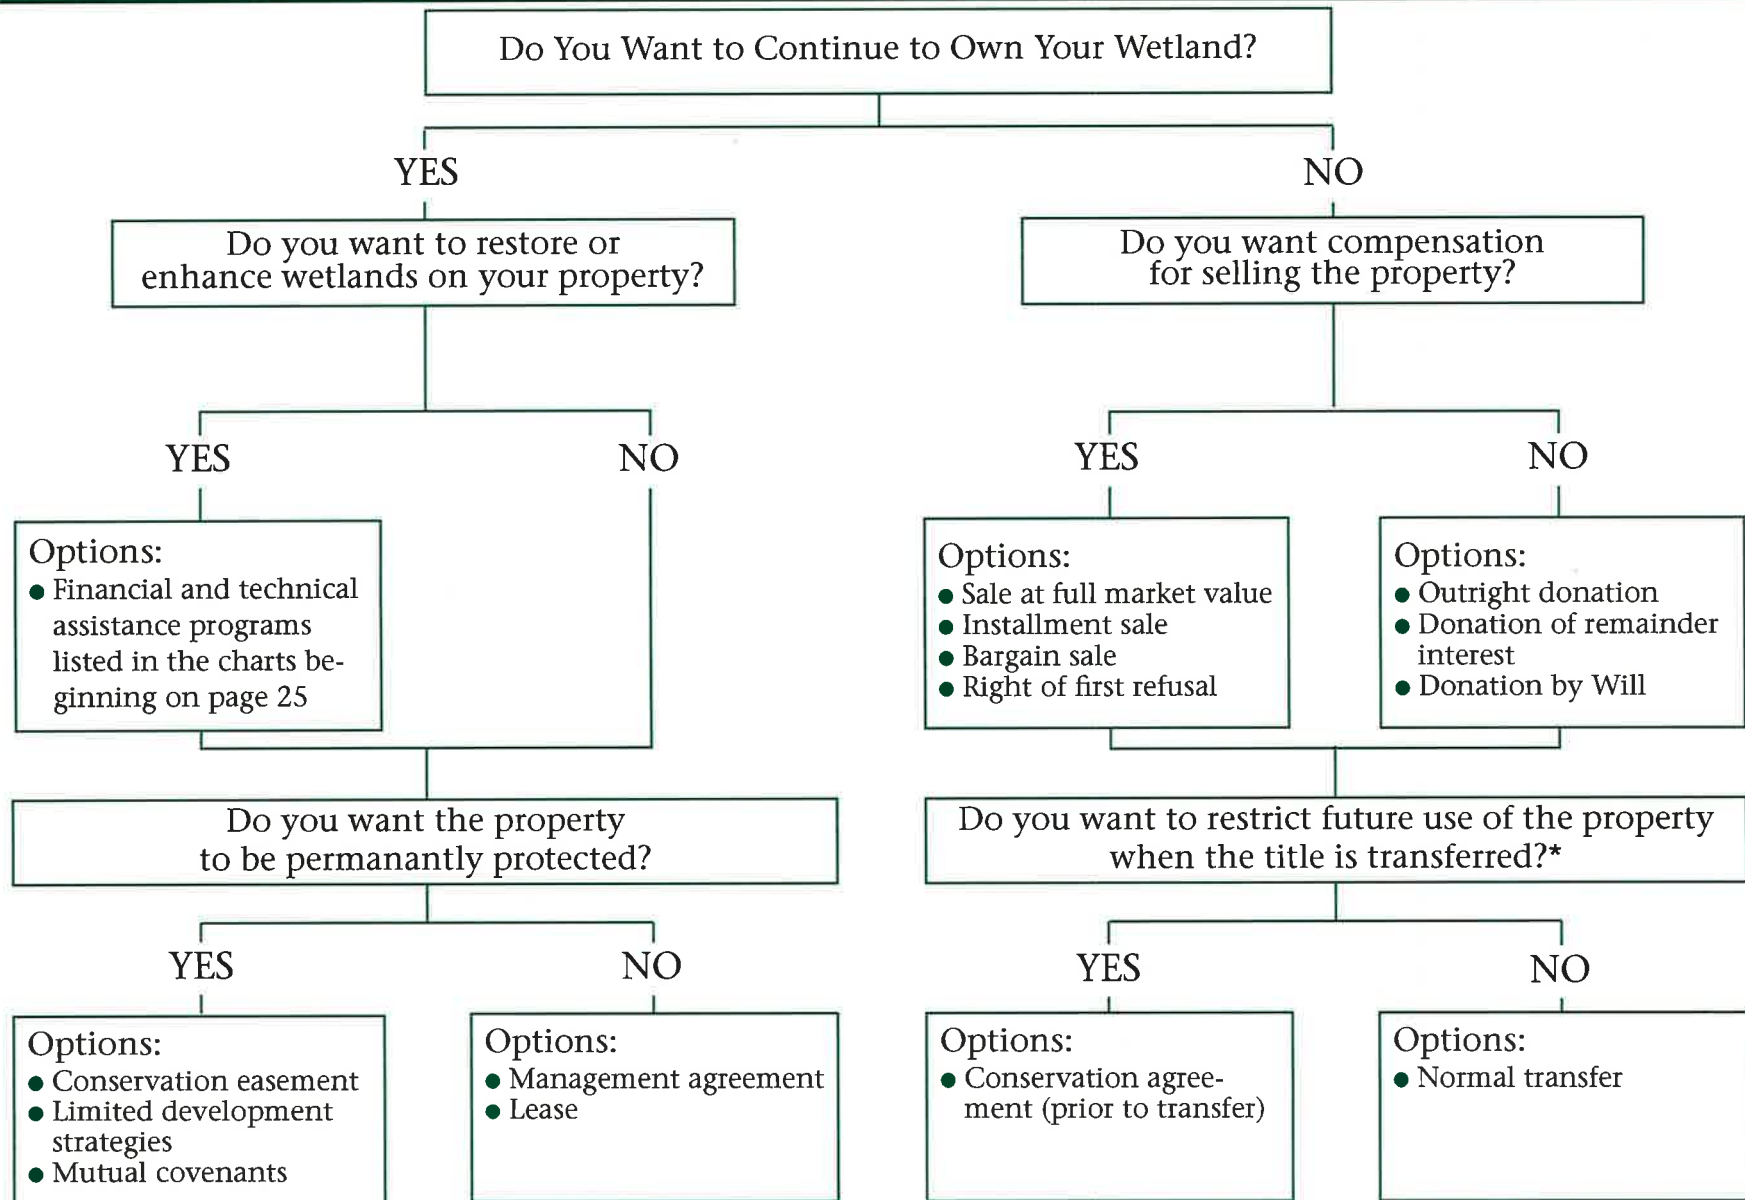 Do You Want to Continue to Own Your Wetland?
YES
NO
Do you want to restore or
enhance wetlands on your property?
Do you want compensation
for selling the property?
YES
NO
YES
NO
Options:
● Financial and technical
assistance programs
listed in the charts be-
ginning on page 25
Options:
● Sale at full market value
● Installment sale
● Bargain sale
● Right of first refusal
Options:
● Outright donation
● Donation of remainder
interest
● Donation by Will
Do you want the property
to be permanantly protected?
Do you want to restrict future use of the property
when the title is transferred?*
YES
NO
YES
NO
Options:
● Conservation easement
● Limited development
strategies
● Mutual covenants
Options:
● Management agreement
● Lease
Options:
● Conservation agree-
ment (prior to transfer)
Options:
● Normal transfer